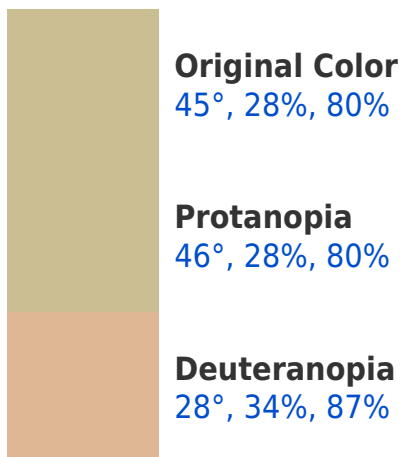 Original Color
45°, 28%, 80%
Protanopia
46°, 28%, 80%
Deuteranopia
28°, 34%, 87%